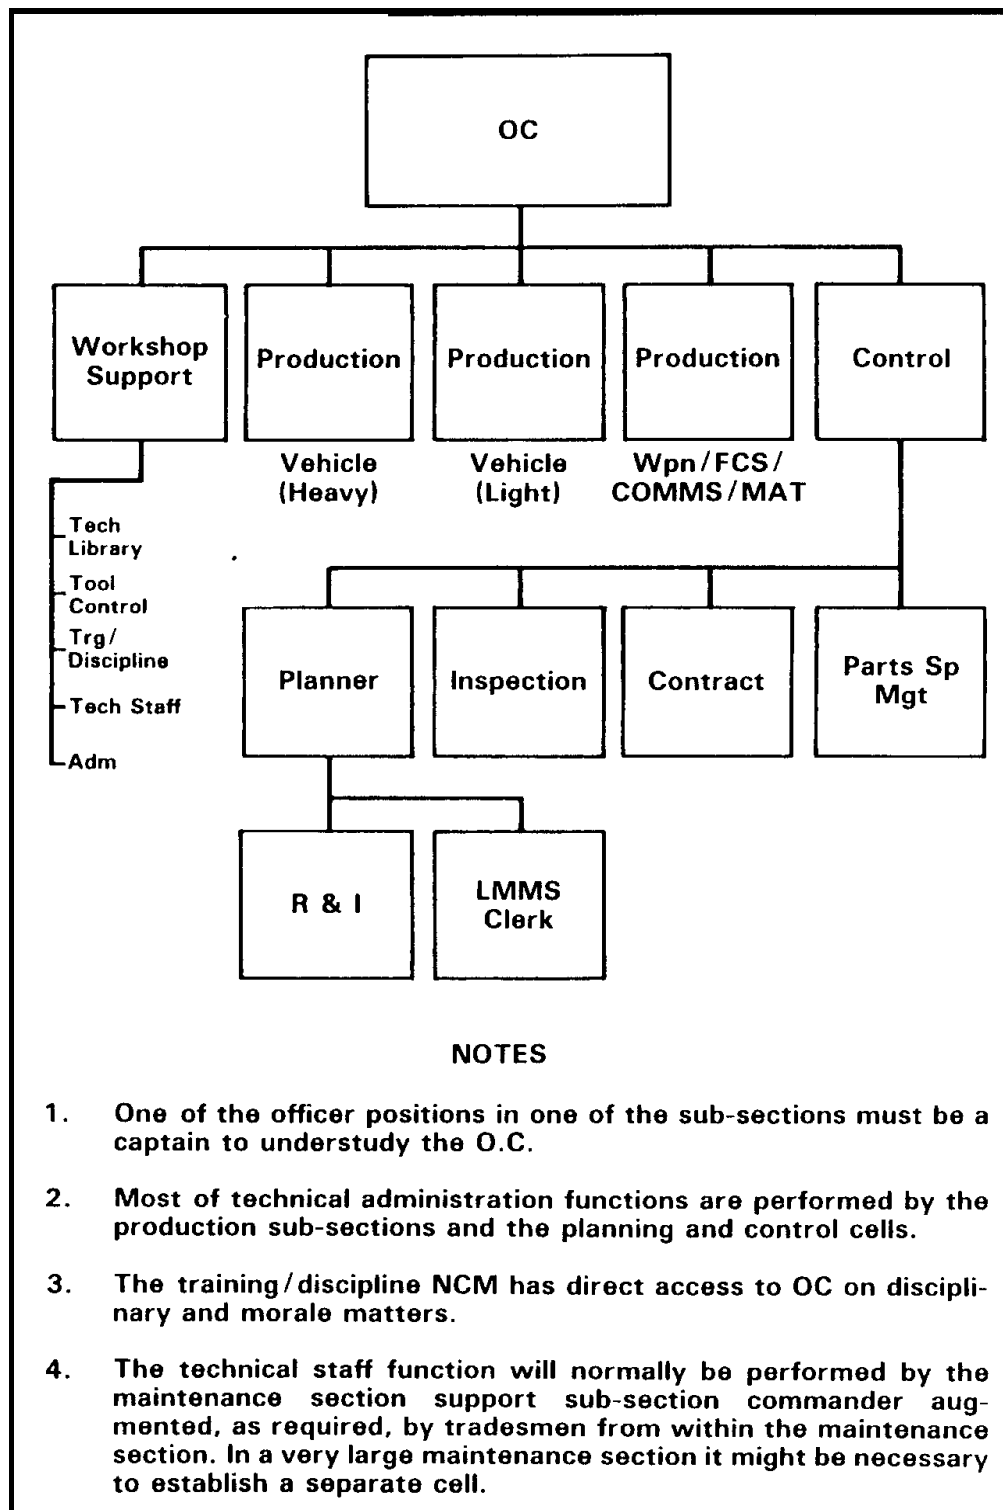 OC
Workshop
Support
Production
Production
Production
Control
Vehicle
(Heavy)
Vehicle
(Light)
Wpn/FCS/
COMMS/MAT
Tech
Library
Tool
Control
Trg/
Discipline
Tech Staff
Adm
Planner
Inspection
Contract
Parts Sp
Mgt
R & I
LMMS
Clerk
NOTES
1. One of the officer positions in one of the sub-sections must be a
captain to understudy the O.C.
2. Most of technical administration functions are performed by the
production sub-sections and the planning and control cells.
3. The training/discipline NCM has direct access to OC on discipli-
nary and morale matters.
4. The technical staff function will normally be performed by the
maintenance section support sub-section commander aug-
mented, as required, by tradesmen from within the maintenance
section. In a very large maintenance section it might be necessary
to establish a separate cell.